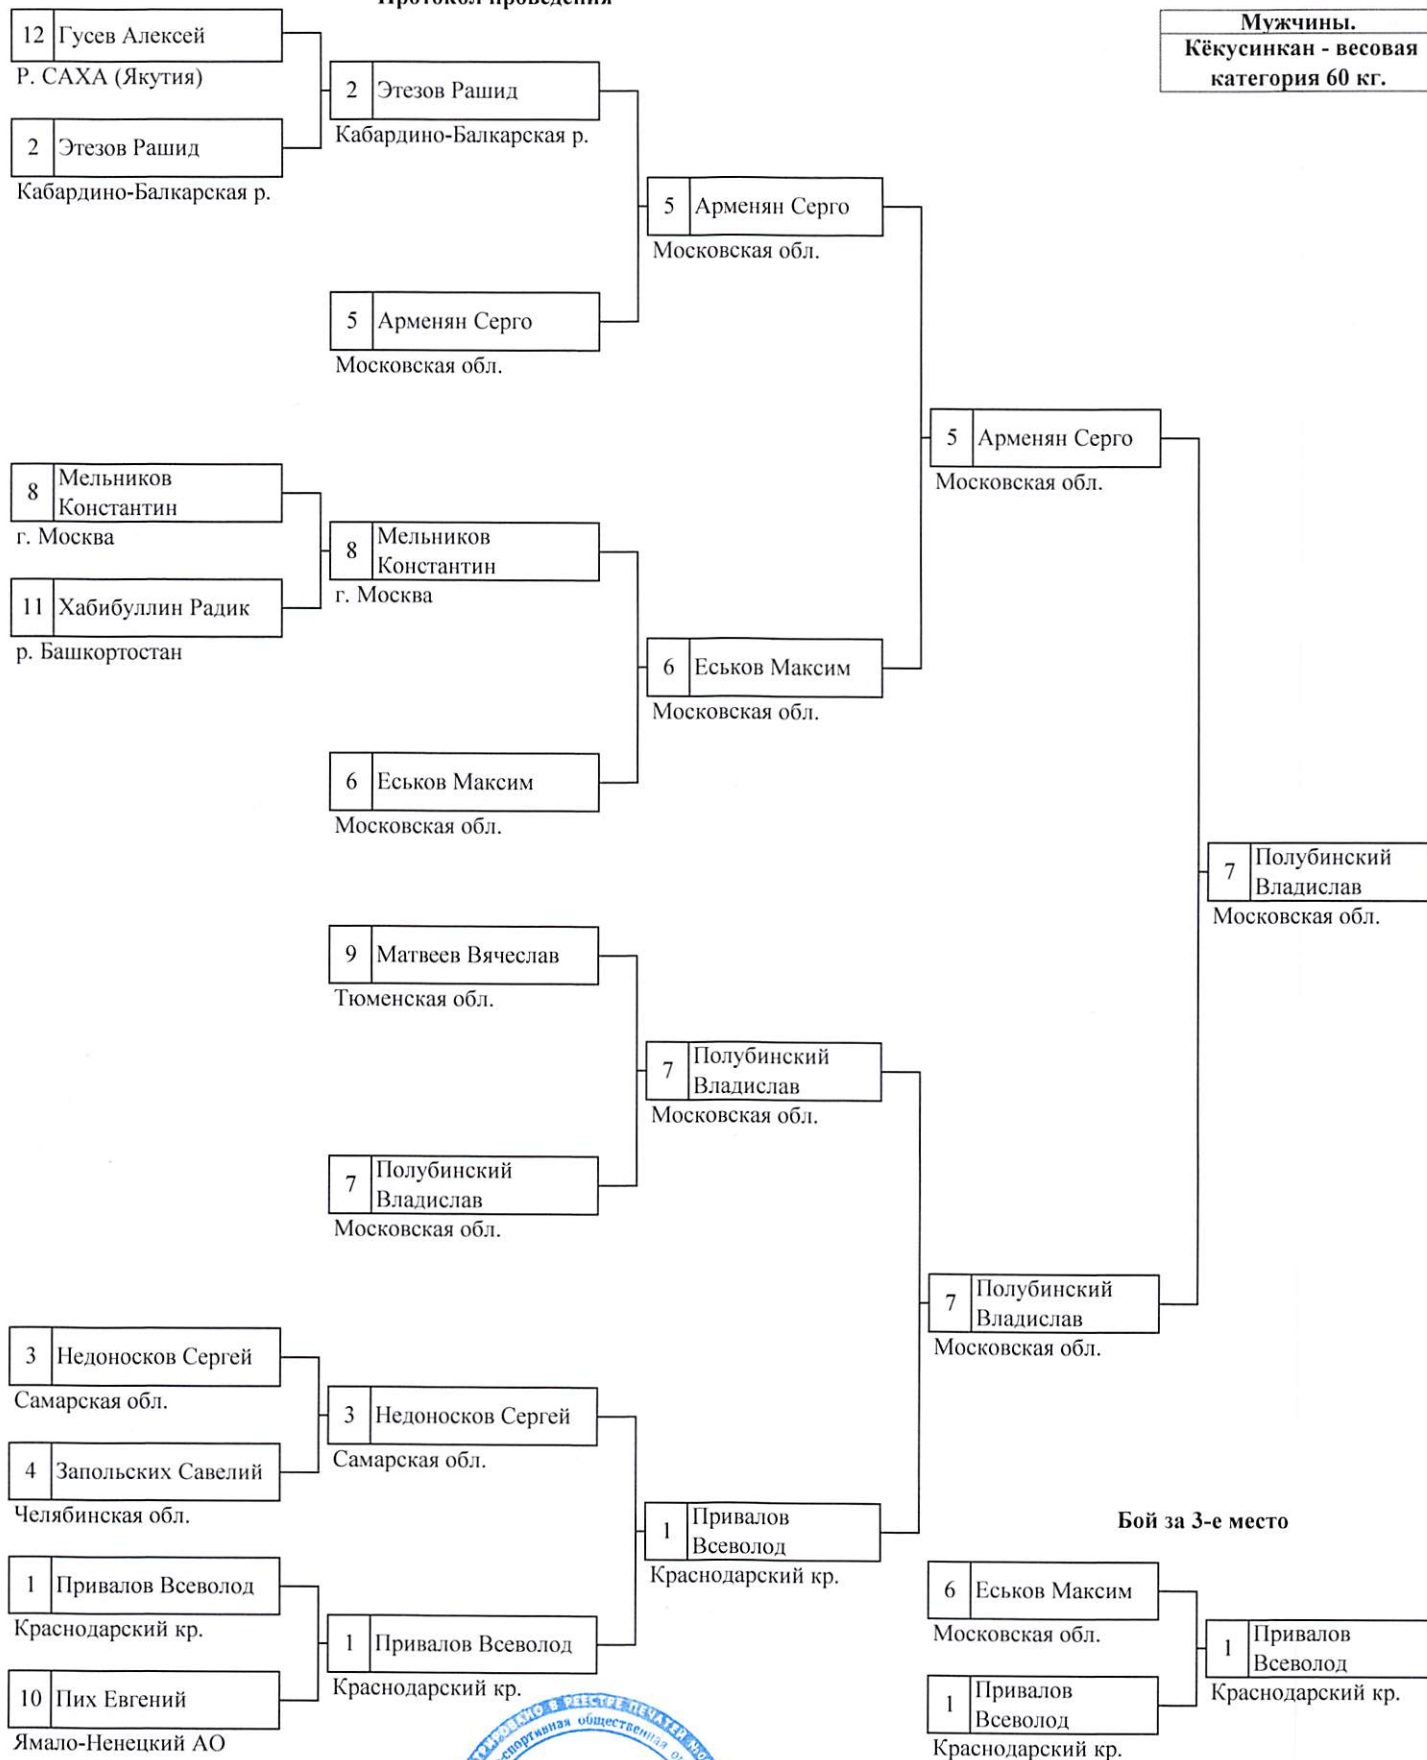 Протокол проведения
Мужчины.
Кёкусинкан - весовая
категория 60 кг.
12 Гусев Алексей
Р. САХА (Якутия)
2 Этезов Рашид
Кабардино-Балкарская р.
2 Этезов Рашид
Кабардино-Балкарская р.
5 Арменян Серго
Московская обл.
5 Арменян Серго
Московская обл.
8 Мельников
Константин
г. Москва
11 Хабибуллин Радик
р. Башкортостан
8 Мельников
Константин
г. Москва
6 Еськов Максим
Московская обл.
6 Еськов Максим
Московская обл.
5 Арменян Серго
Московская обл.
9 Матвеев Вячеслав
Тюменская обл.
7 Полубинский
Владислав
Московская обл.
7 Полубинский
Владислав
Московская обл.
3 Недоносков Сергей
Самарская обл.
4 Запольских Савелий
Челябинская обл.
3 Недоносков Сергей
Самарская обл.
1 Привалов Всеволод
Краснодарский кр.
10 Пих Евгений
Ямало-Ненецкий АО
1 Привалов Всеволод
Краснодарский кр.
1 Привалов
Всеволод
Краснодарский кр.
7 Полубинский
Владислав
Московская обл.
7 Полубинский
Владислав
Московская обл.
Бой за 3-е место
6 Еськов Максим
Московская обл.
1 Привалов
Всеволод
Краснодарский кр.
1 Привалов
Всеволод
Краснодарский кр.
В РЕЕСТРЕ ПЕЧАТЕЙ
спортивная общественная